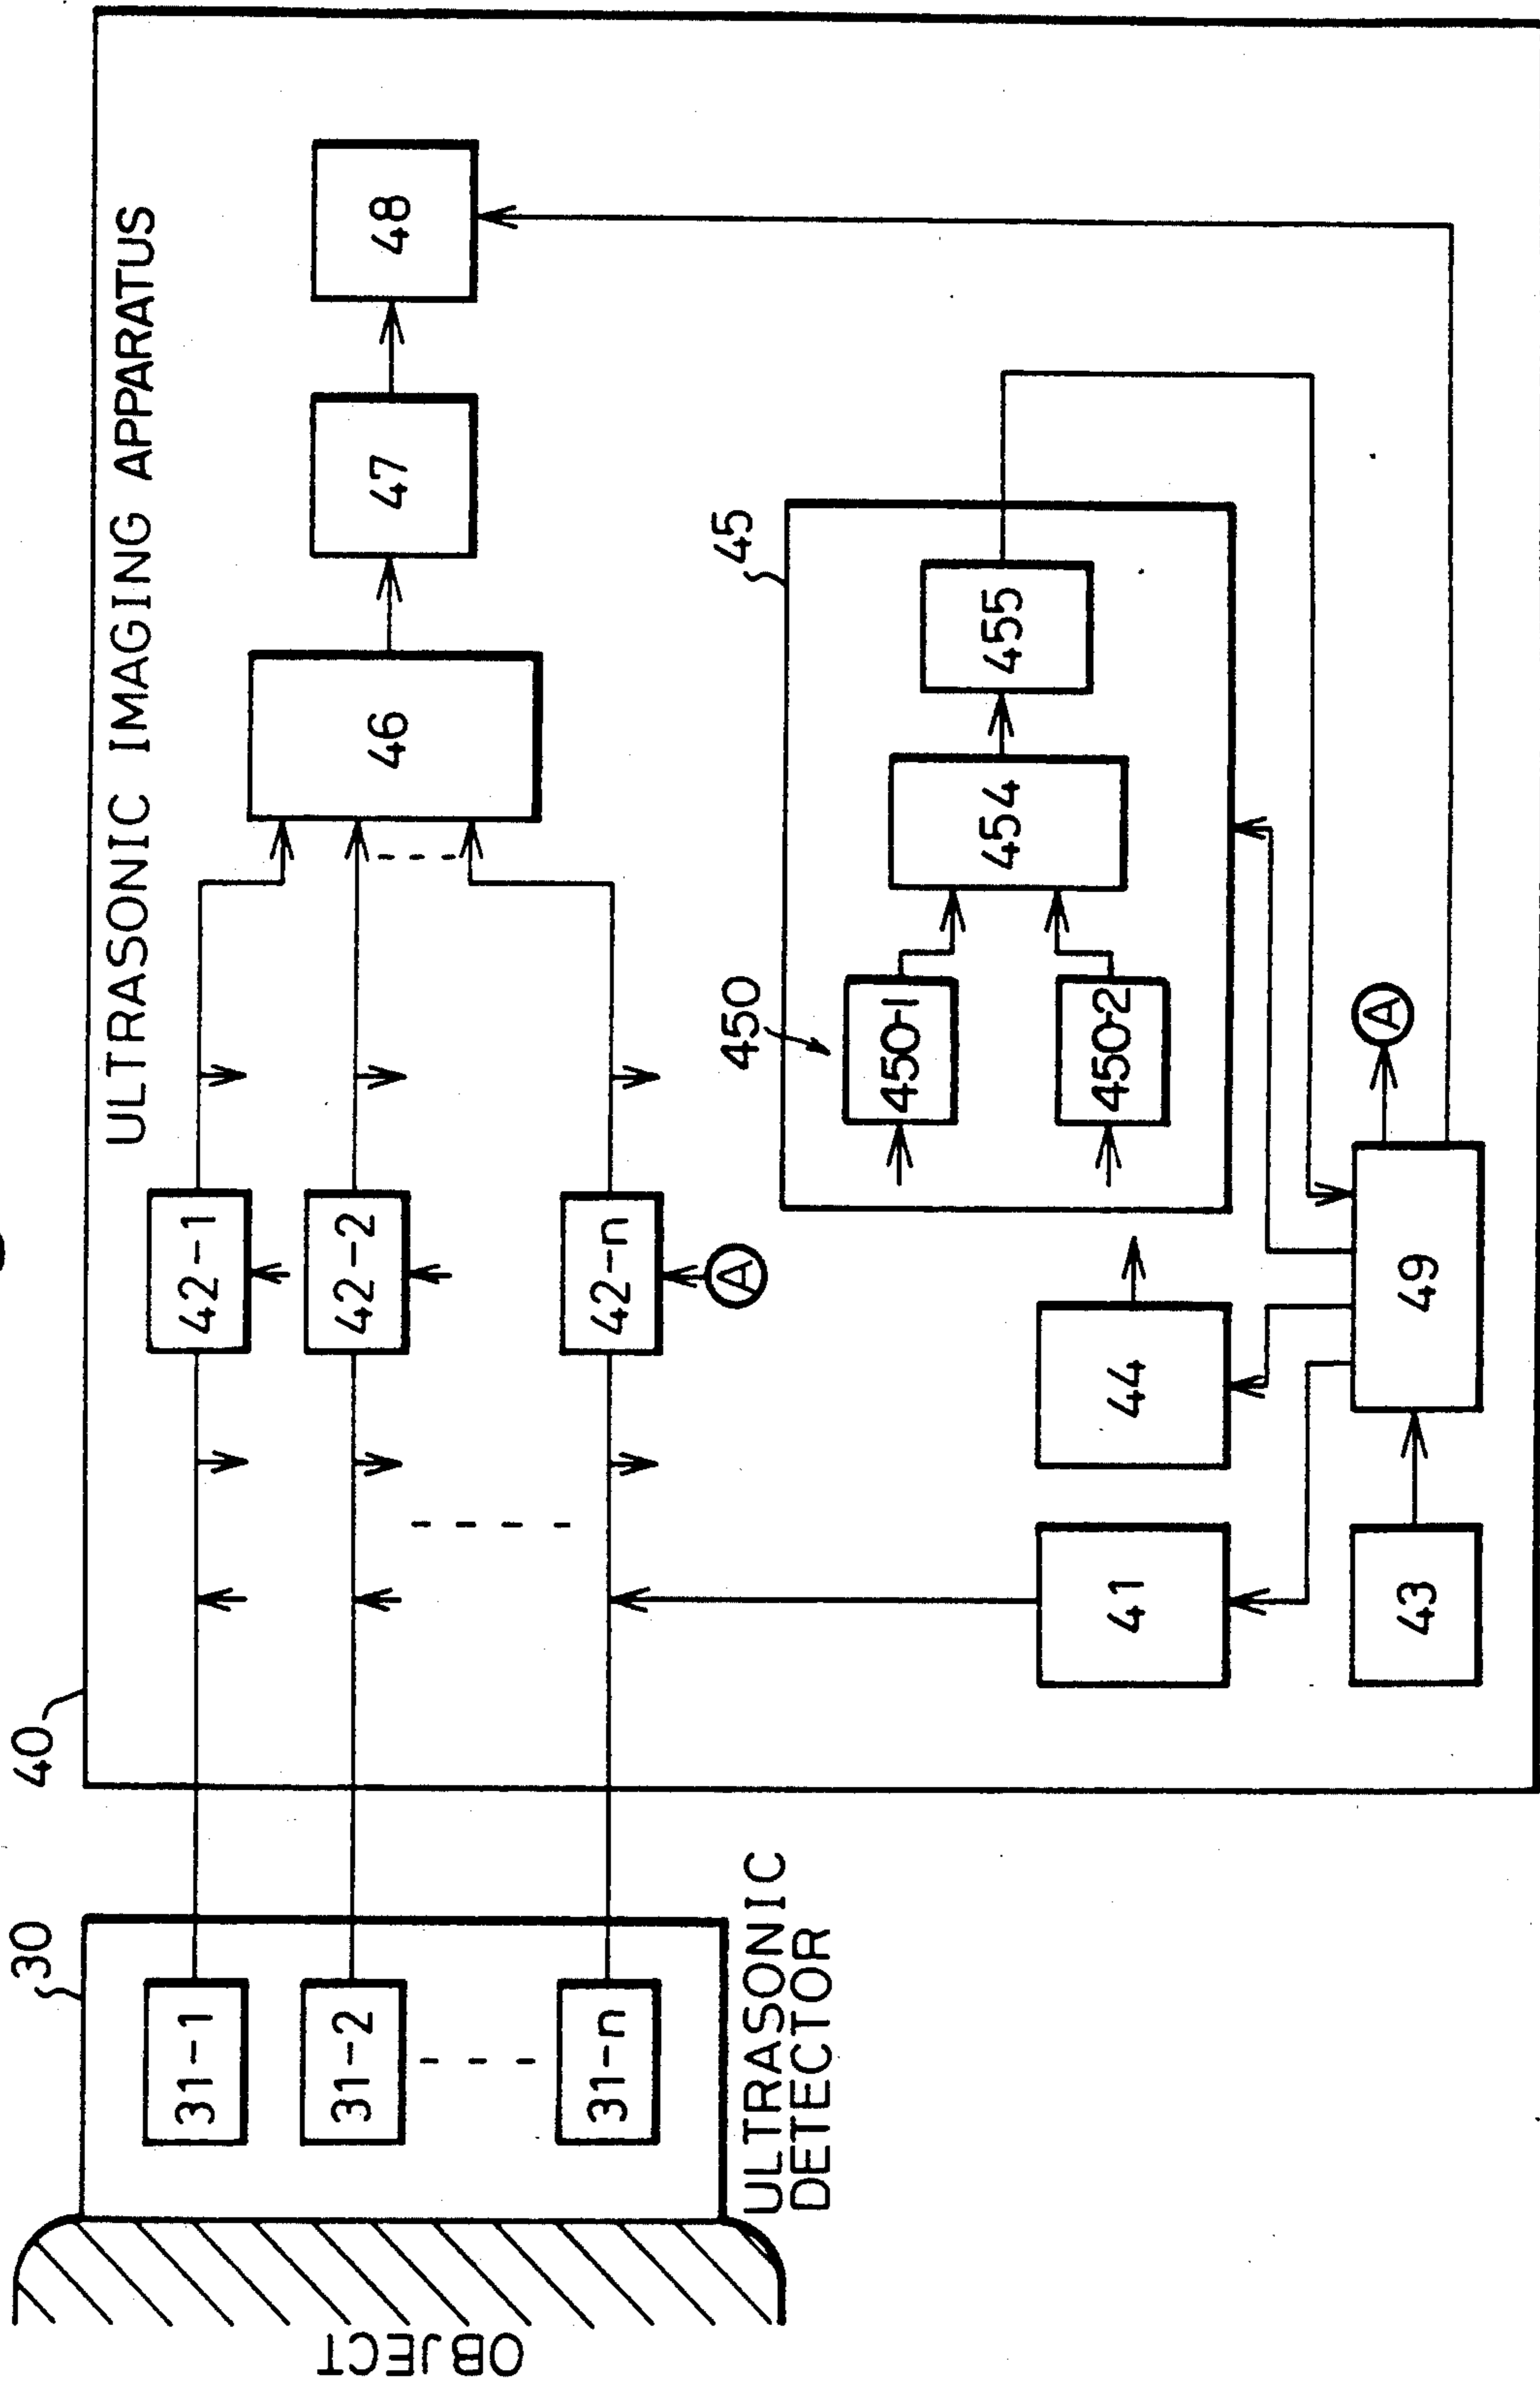 ULTRASONIC IMAGING APPARATUS
40
30
31-1
31-2
31-n
42-1
42-2
42-n
46
47
48
A
45
450
450-1
450-2
454
455
41
44
A
43
49
OBJECT
ULTRASONIC
DETECTOR